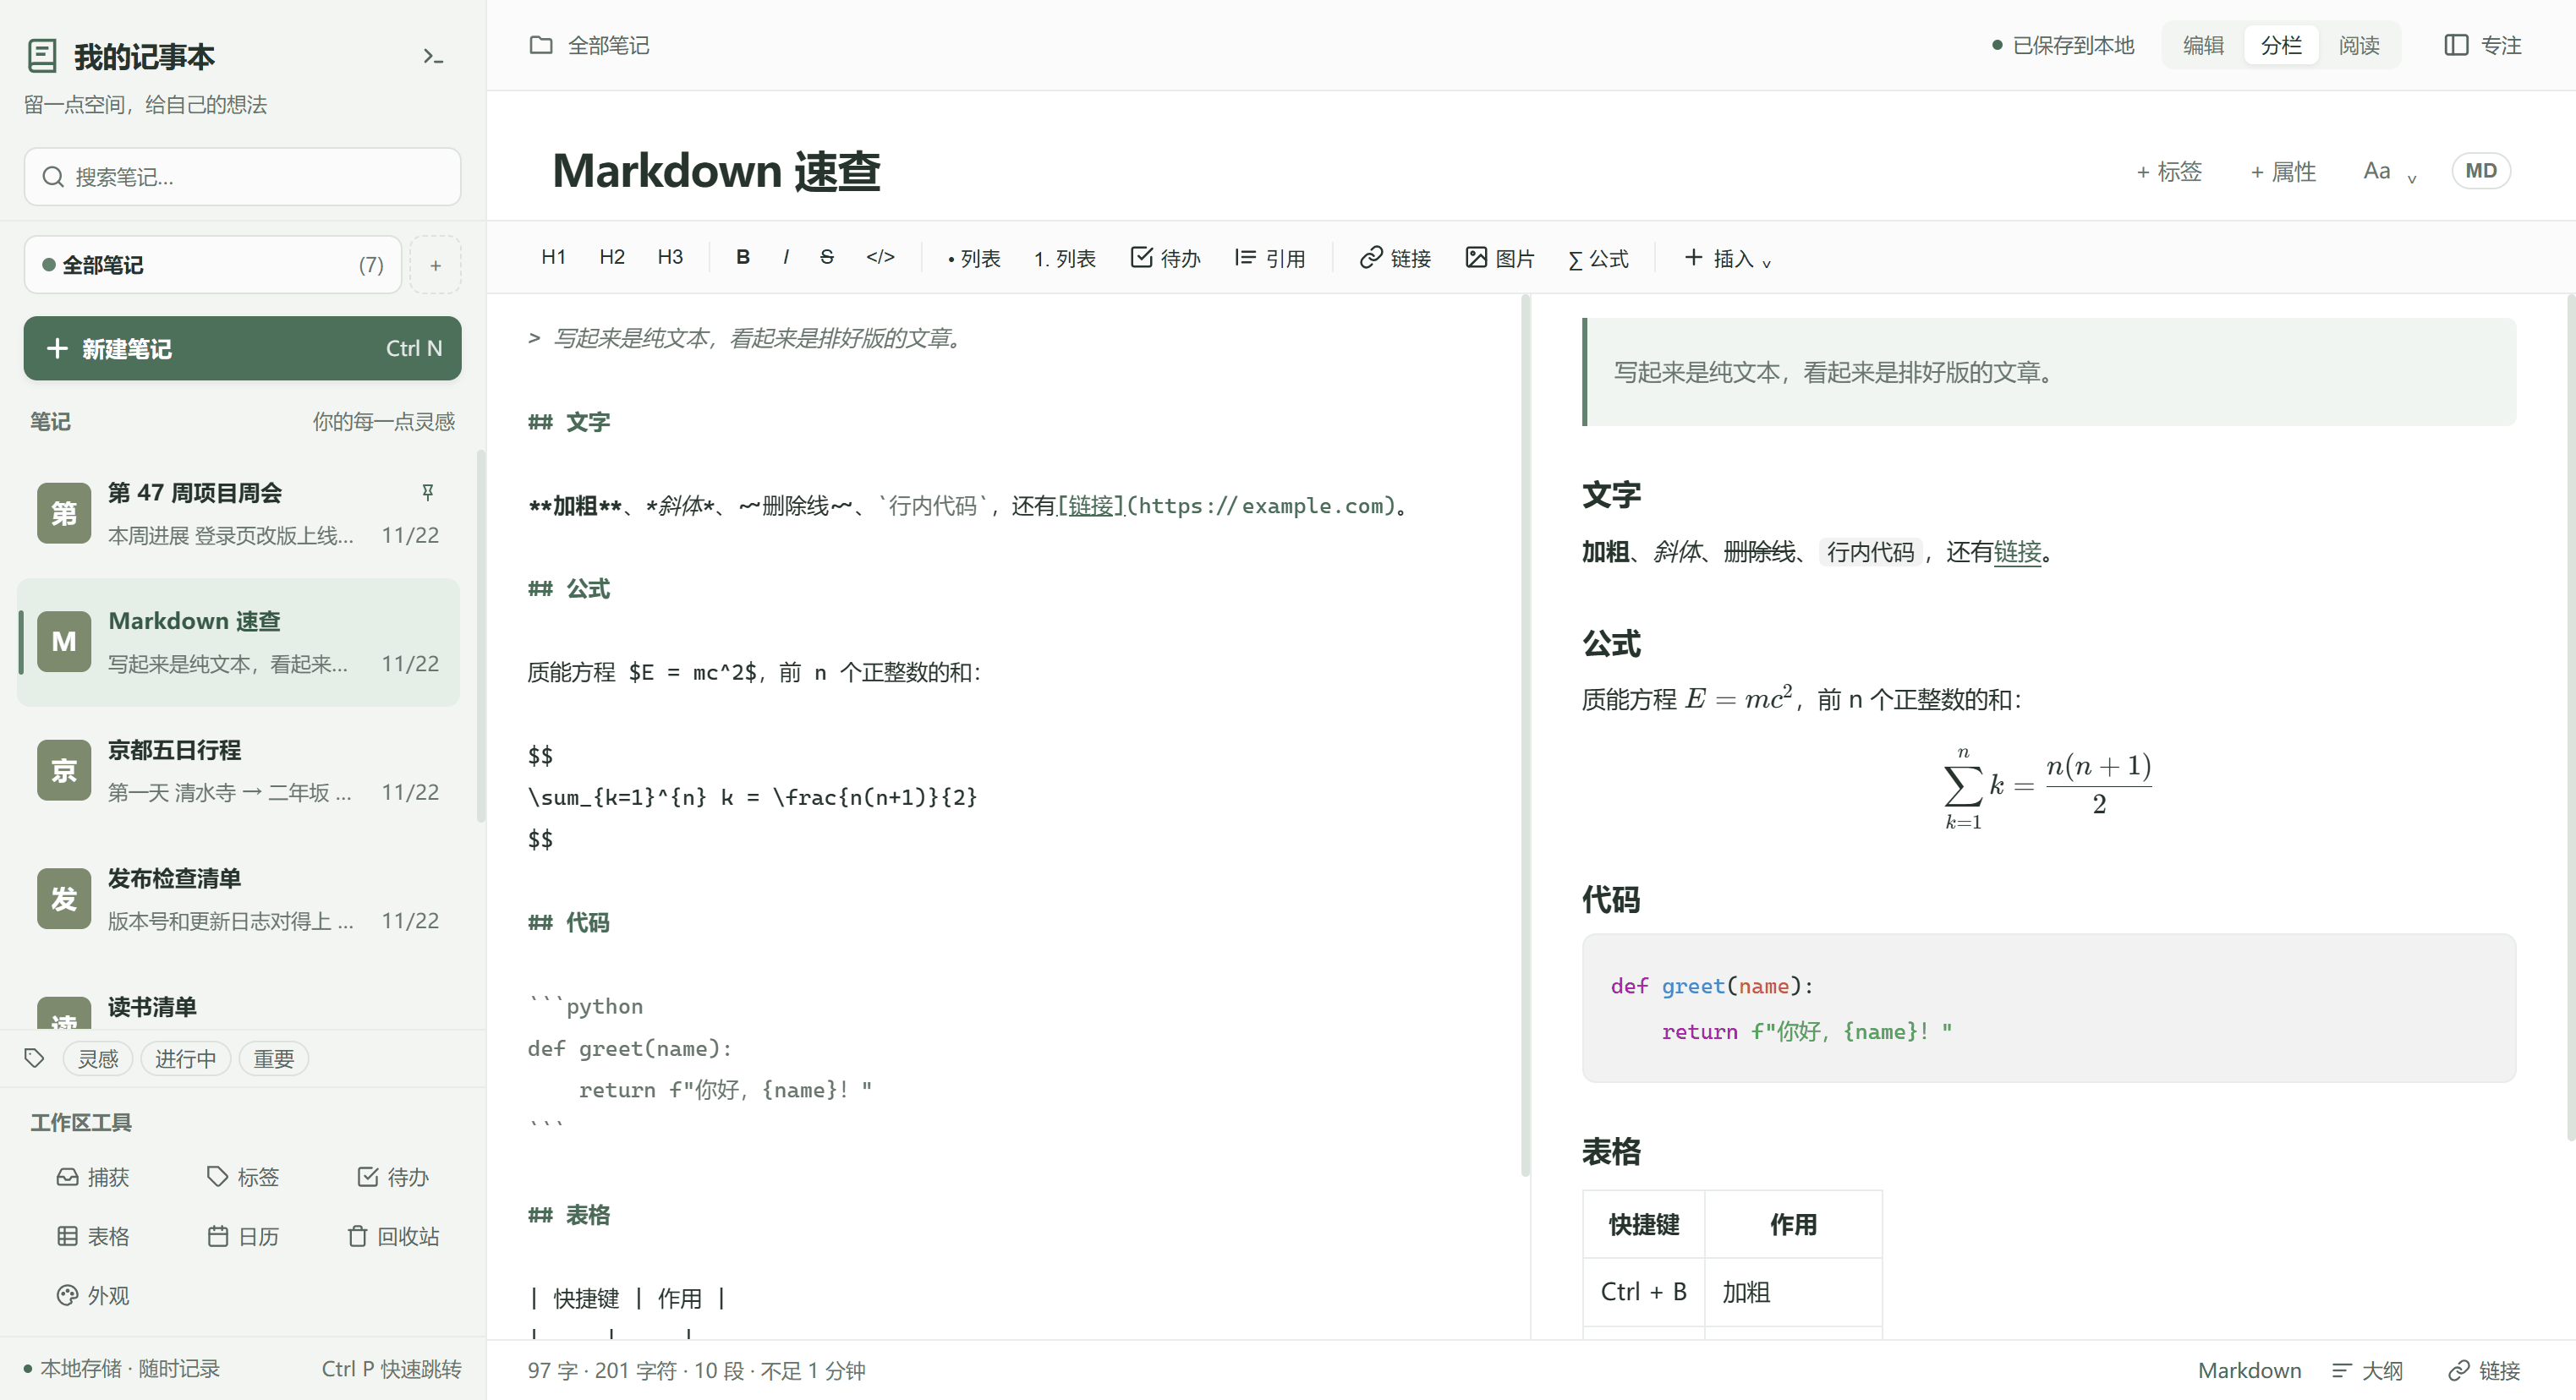 我的记事本
留一点空间，给自己的想法
搜索笔记...
全部笔记 (7) +
新建笔记 Ctrl N
笔记 你的每一点灵感
第 第 47 周项目周会
本周进展 登录页改版上线... 11/22
M Markdown 速查
写起来是纯文本，看起来... 11/22
京 京都五日行程
第一天 清水寺 → 二年坂 ... 11/22
发 发布检查清单
版本号和更新日志对得上 ... 11/22
读 读书清单
灵感 进行中 重要
工作区工具
捕获 标签 待办
表格 日历 回收站
外观
本地存储 · 随时记录 Ctrl P 快速跳转
全部笔记 已保存到本地 编辑 分栏 阅读 专注
Markdown 速查 + 标签 + 属性 Aa MD
H1 H2 H3 B I S </> • 列表 1. 列表 待办 引用 链接 图片 ∑ 公式 + 插入
> 写起来是纯文本，看起来是排好版的文章。
## 文字
**加粗**、*斜体*、~~删除线~~、`行内代码`，还有[链接](https://example.com)。
## 公式
质能方程 $E = mc^2$，前 n 个正整数的和：
$$
\sum_{k=1}^{n} k = \frac{n(n+1)}{2}
$$
## 代码
```python
def greet(name):
    return f"你好，{name}！"
```
## 表格
| 快捷键 | 作用 |
写起来是纯文本，看起来是排好版的文章。
文字
加粗、斜体、删除线、行内代码，还有链接。
公式
质能方程 E = mc²，前 n 个正整数的和：
n
∑ k = n(n + 1) / 2
k=1
代码
def greet(name):
    return f"你好，{name}！"
表格
快捷键 作用
Ctrl + B 加粗
97 字 · 201 字符 · 10 段 · 不足 1 分钟 Markdown 大纲 链接